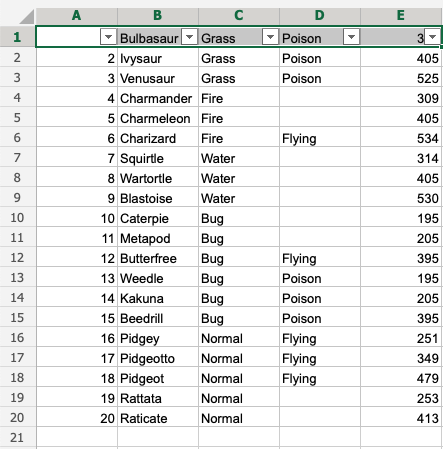 A B C D E
1 Bulbasaur Grass Poison 3
2 2 Ivysaur Grass Poison 405
3 3 Venusaur Grass Poison 525
4 4 Charmander Fire 309
5 5 Charmeleon Fire 405
6 6 Charizard Fire Flying 534
7 7 Squirtle Water 314
8 8 Wartortle Water 405
9 9 Blastoise Water 530
10 10 Caterpie Bug 195
11 11 Metapod Bug 205
12 12 Butterfree Bug Flying 395
13 13 Weedle Bug Poison 195
14 14 Kakuna Bug Poison 205
15 15 Beedrill Bug Poison 395
16 16 Pidgey Normal Flying 251
17 17 Pidgeotto Normal Flying 349
18 18 Pidgeot Normal Flying 479
19 19 Rattata Normal 253
20 20 Raticate Normal 413
21